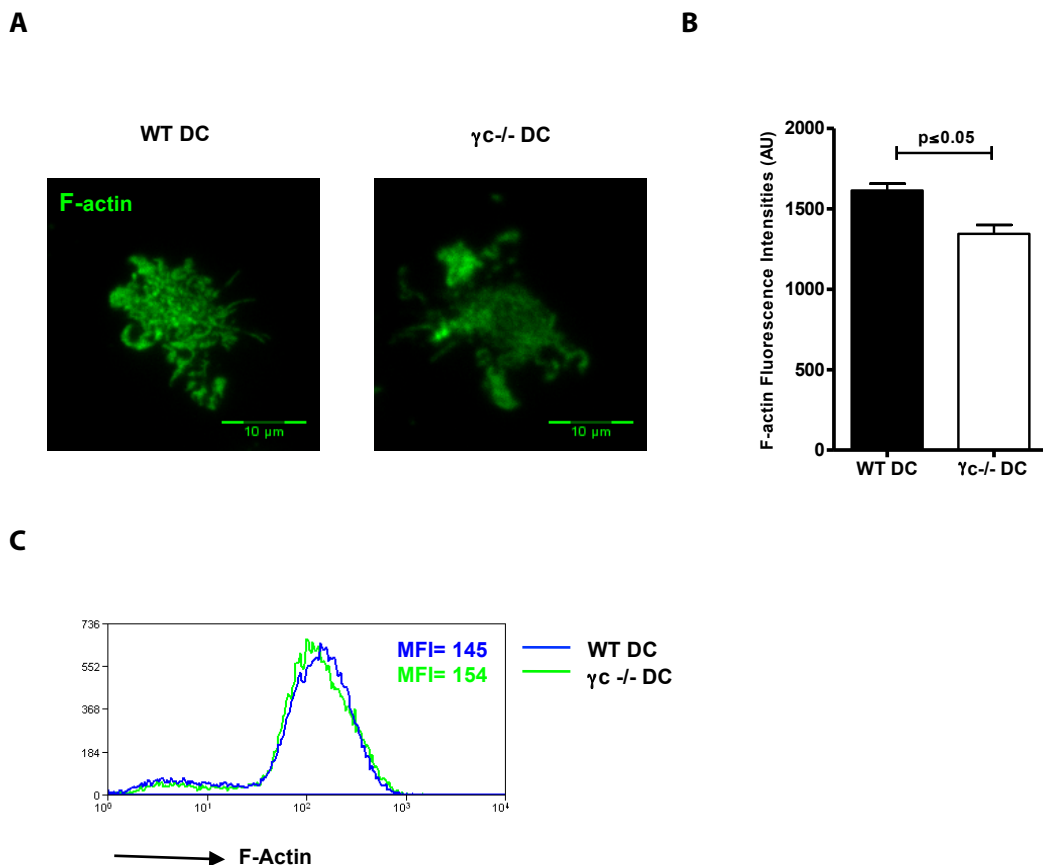 A
B
WT DC
γc-/- DC
F-actin
10 µm
10 µm
F-actin Fluorescence Intensities (AU)
2000
1500
1000
500
0
p≤0.05
WT DC
γc-/- DC
C
736
552
368
184
0
10⁰
10¹
10²
10³
10⁴
MFI= 145
MFI= 154
WT DC
γc -/- DC
F-Actin